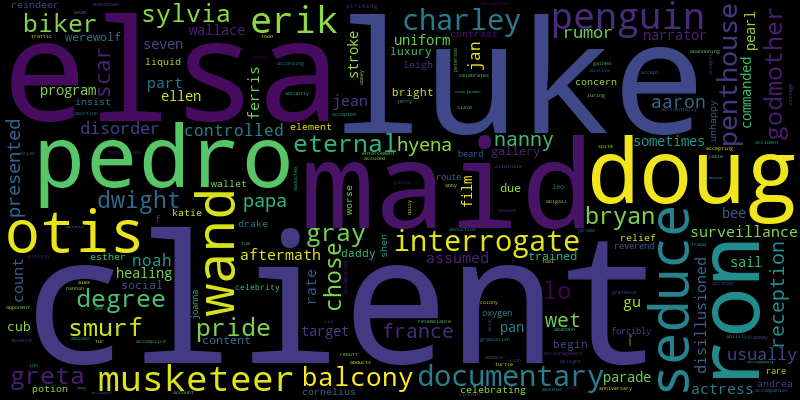 reindeer
biker
sylvia
erik
charley
penguin
werewolf
seven
wallace
uniform
rumor
narrator
elsa
luke
scar
liquid
stroke
luxury
contrast
jan
leigh
program
part
insist
ellen
ferris
jean
bright
concern
aaron
penthouse
commanded
pearl
godmother
unhappy
disorder
controlled
element
eternal
hyena
nanny
sometimes
presented
pedro
maid
doug
gallery
beard
route
due
film
worse
wallet
dwight
papa
katie
drake
daddy
leo
bryan
bee
surveillance
otis
wand
gray
interrogate
relief
reverend
aftermath
assumed
trained
esther
noah
shen
count
healing
social
rate
chose
client
seduce
ron
sail
reception
disillusioned
degree
joanna
celebrity
lo
gu
cub
smurf
pride
target
france
pan
wet
oxygen
colony
opponent
content
resemblance
graduation
begin
forcibly
usually
greta
musketeer
balcony
documentary
parade
rare
potion
cornelius
celebrating
anniversary
actress
andrea